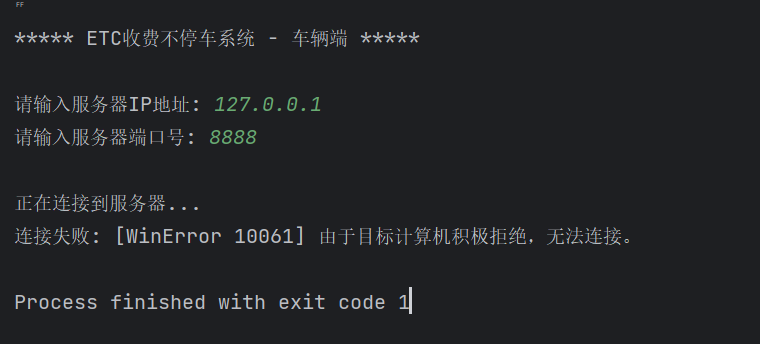 FF
***** ETC收费不停车系统 - 车辆端 *****
请输入服务器IP地址: 127.0.0.1
请输入服务器端口号: 8888
正在连接到服务器...
连接失败: [WinError 10061] 由于目标计算机积极拒绝，无法连接。
Process finished with exit code 1